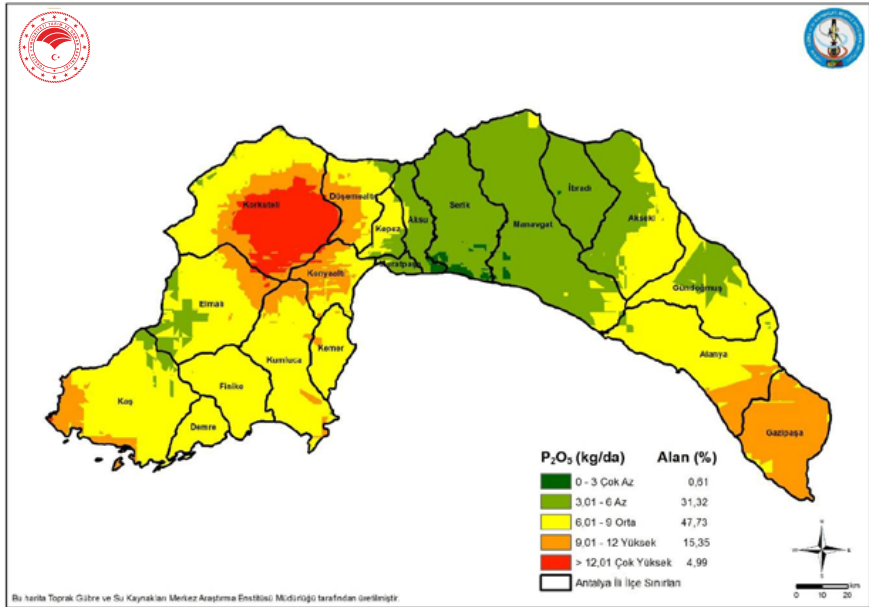 Korkuteli
Döşemealtı
Kepez
Aksu
Serik
Manavgat
İbradı
Akseki
Gündoğmuş
Muratpaşa
Konyaaltı
Elmalı
Kumluca
Kemer
Alanya
Kaş
Finike
Demre
Gazipaşa
P₂O₅ (kg/da) Alan (%)
0 - 3 Çok Az 0,61
3,01 - 6 Az 31,32
6,01 - 9 Orta 47,73
9,01 - 12 Yüksek 15,35
> 12,01 Çok Yüksek 4,99
Antalya İli İlçe Sınırları
0 10 20 km
Bu harita Toprak Gübre ve Su Kaynakları Merkez Araştırma Enstitüsü Müdürlüğü tarafından üretilmiştir.